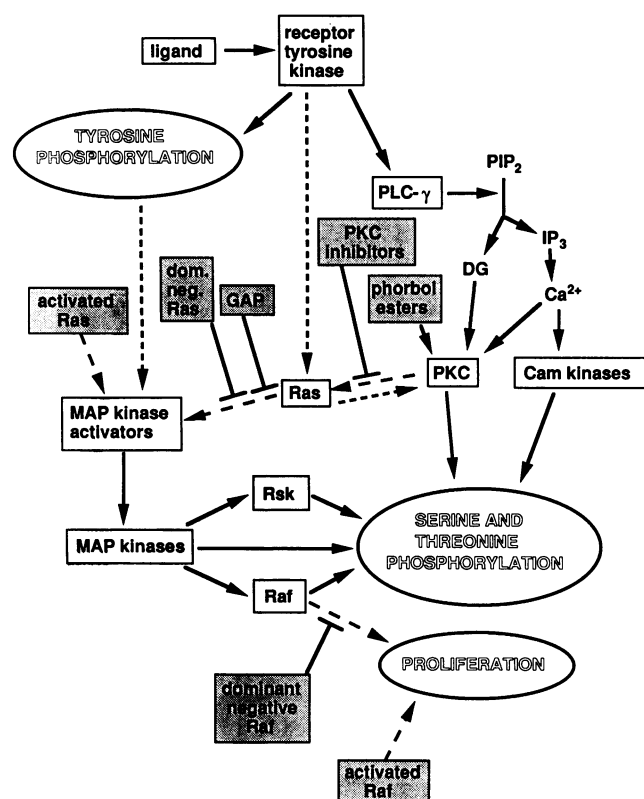 ligand
receptor
tyrosine
kinase
TYROSINE
PHOSPHORYLATION
PLC-γ
PIP₂
IP₃
PKC
inhibitors
DG
Ca²⁺
dom.
neg.
Ras
GAP
phorbol
esters
activated
Ras
Ras
PKC
Cam kinases
MAP kinase
activators
Rsk
SERINE AND
THREONINE
PHOSPHORYLATION
MAP kinases
Raf
PROLIFERATION
dominant
negative
Raf
activated
Raf